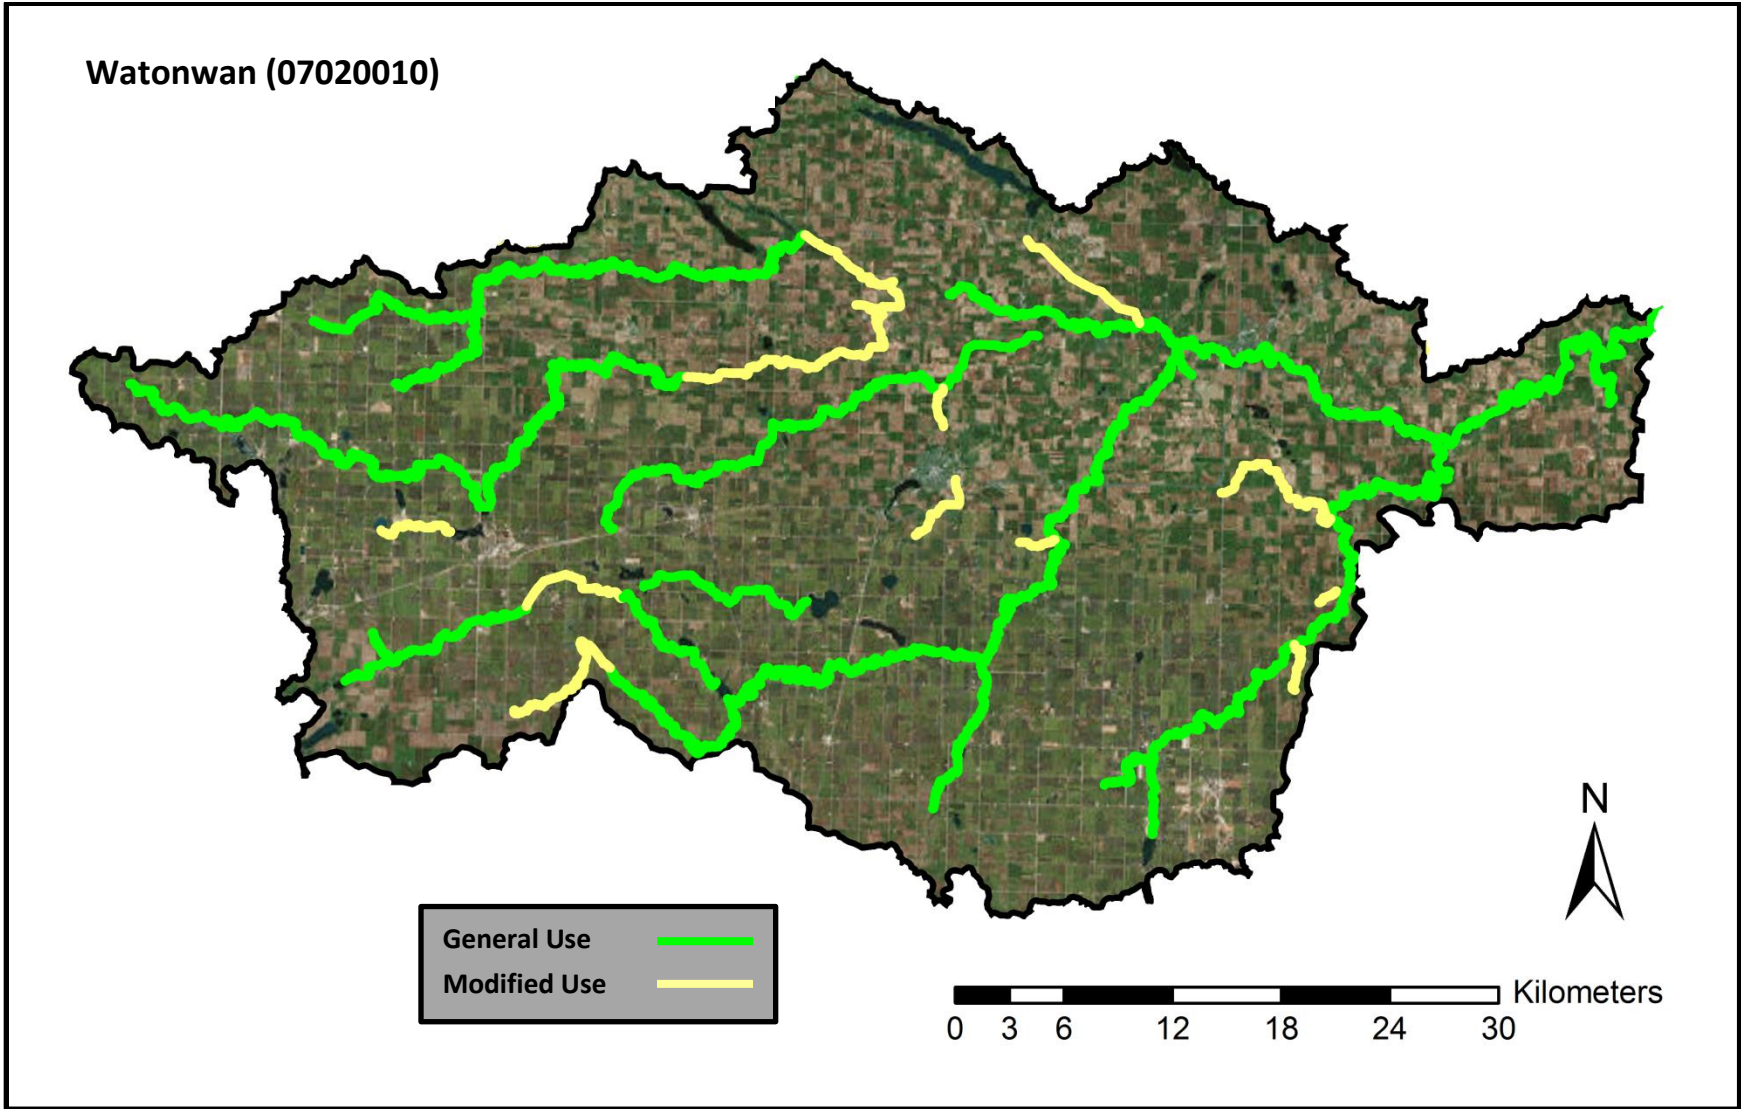 Watonwan (07020010)
N
General Use
Modified Use
Kilometers
0 3 6 12 18 24 30